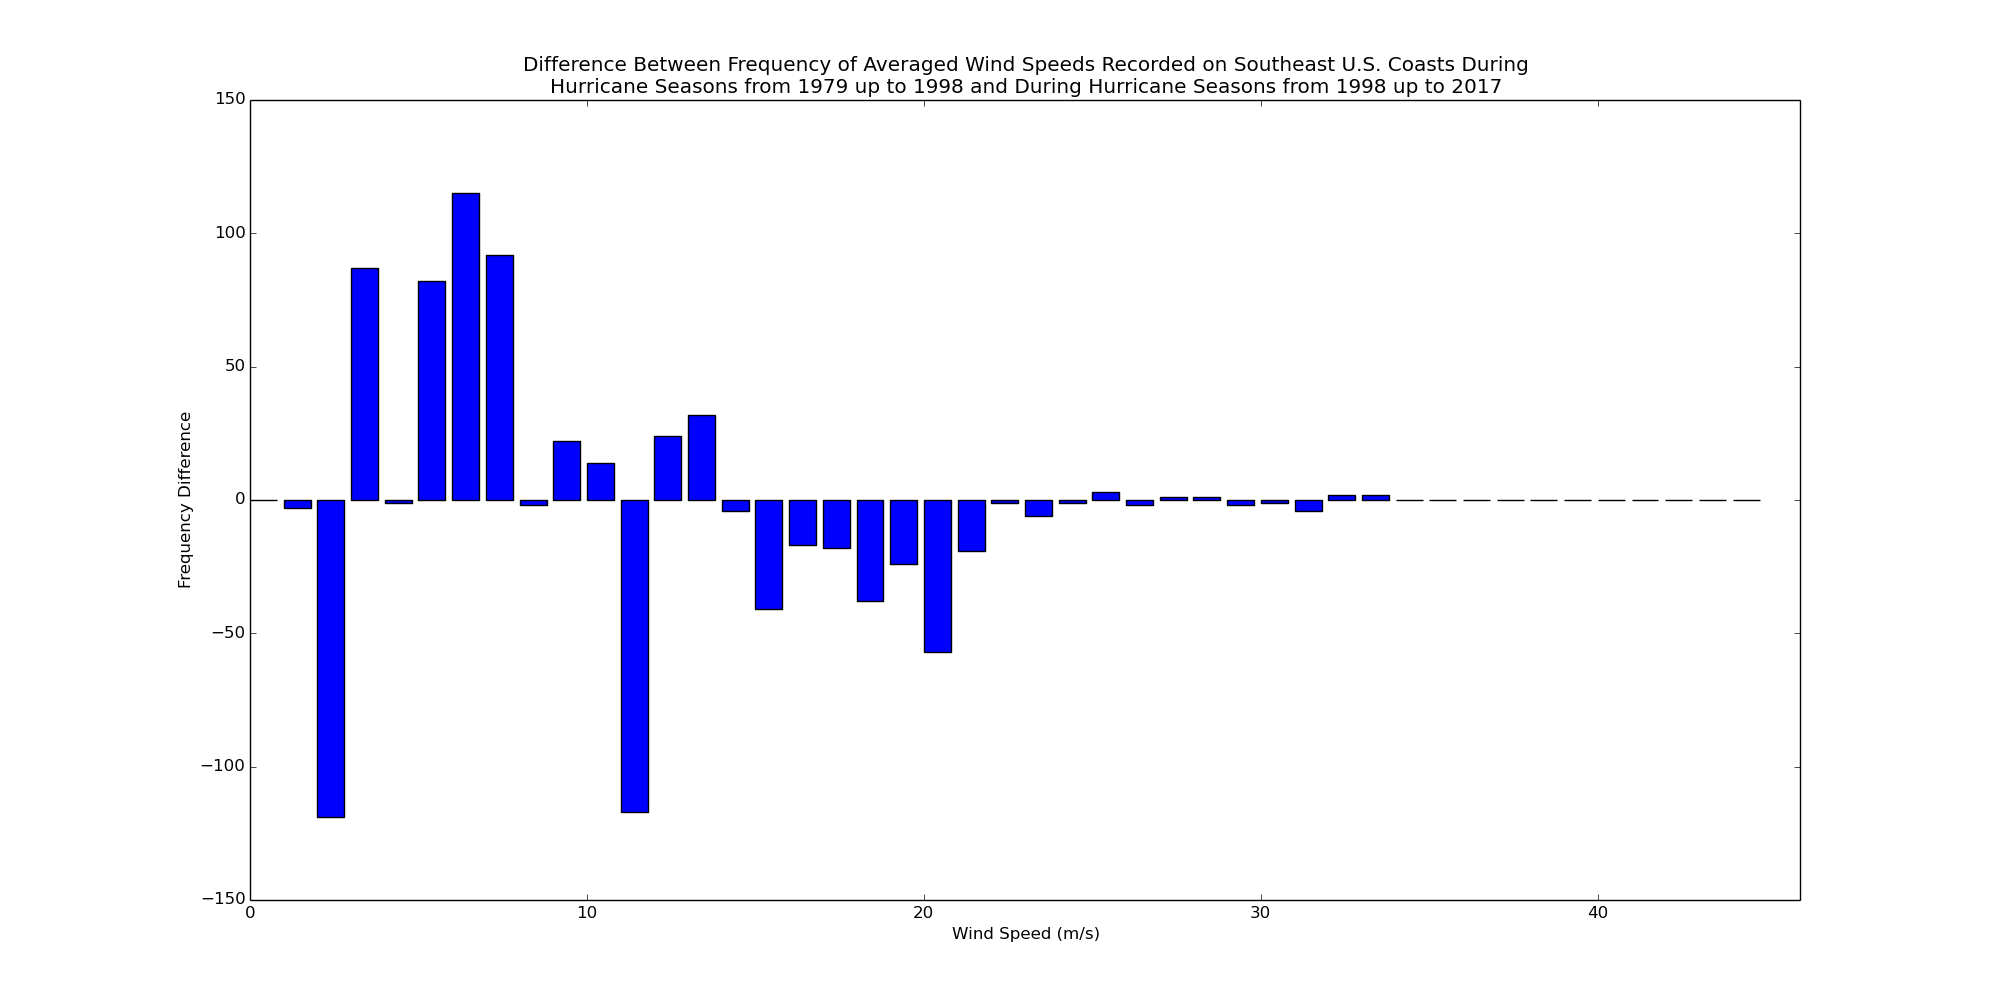 Difference Between Frequency of Averaged Wind Speeds Recorded on Southeast U.S. Coasts During
Hurricane Seasons from 1979 up to 1998 and During Hurricane Seasons from 1998 up to 2017
150
100
50
0
−50
−100
−150
Frequency Difference
0 10 20 30 40
Wind Speed (m/s)